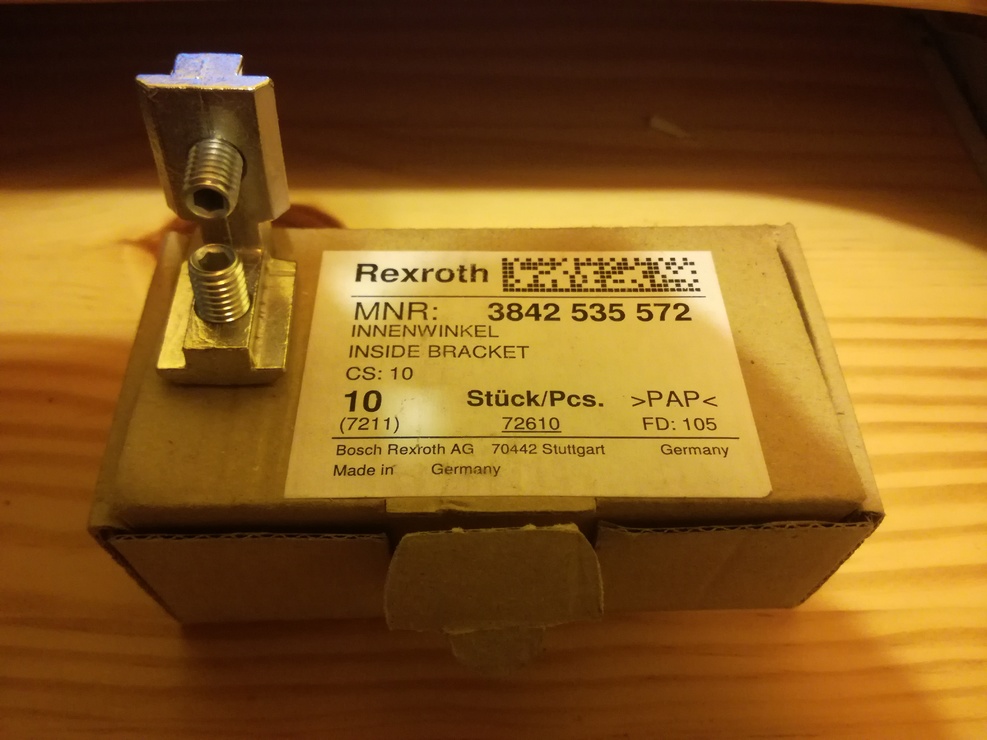 Rexroth
MNR: 3842 535 572
INNENWINKEL
INSIDE BRACKET
CS: 10
10 Stück/Pcs. >PAP<
(7211) 72610 FD: 105
Bosch Rexroth AG 70442 Stuttgart Germany
Made in Germany